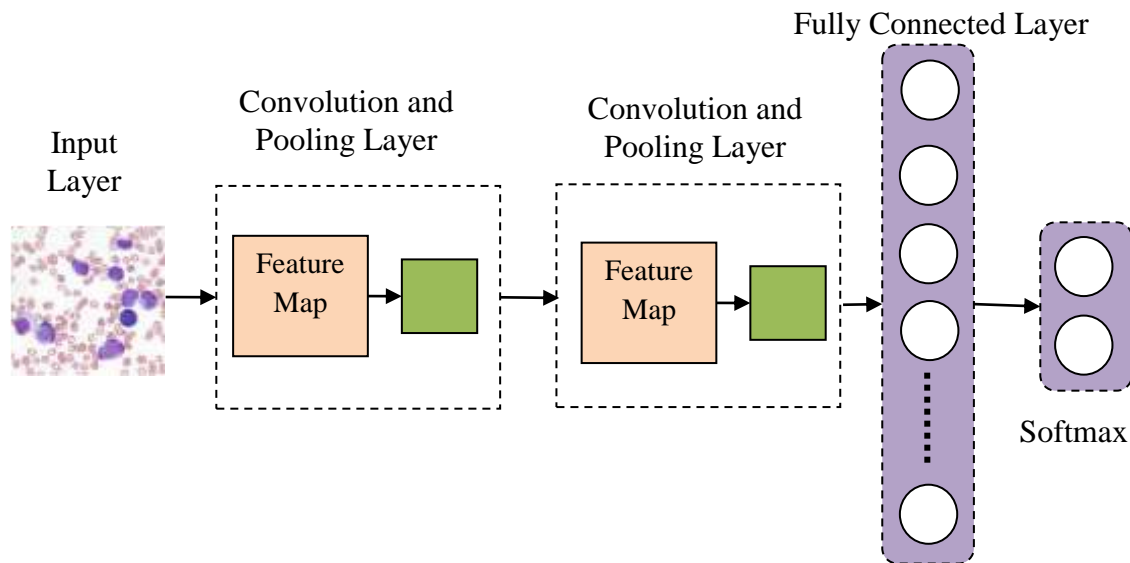 Fully Connected Layer
Convolution and
Pooling Layer
Convolution and
Pooling Layer
Input
Layer
Feature
Map
Feature
Map
Softmax